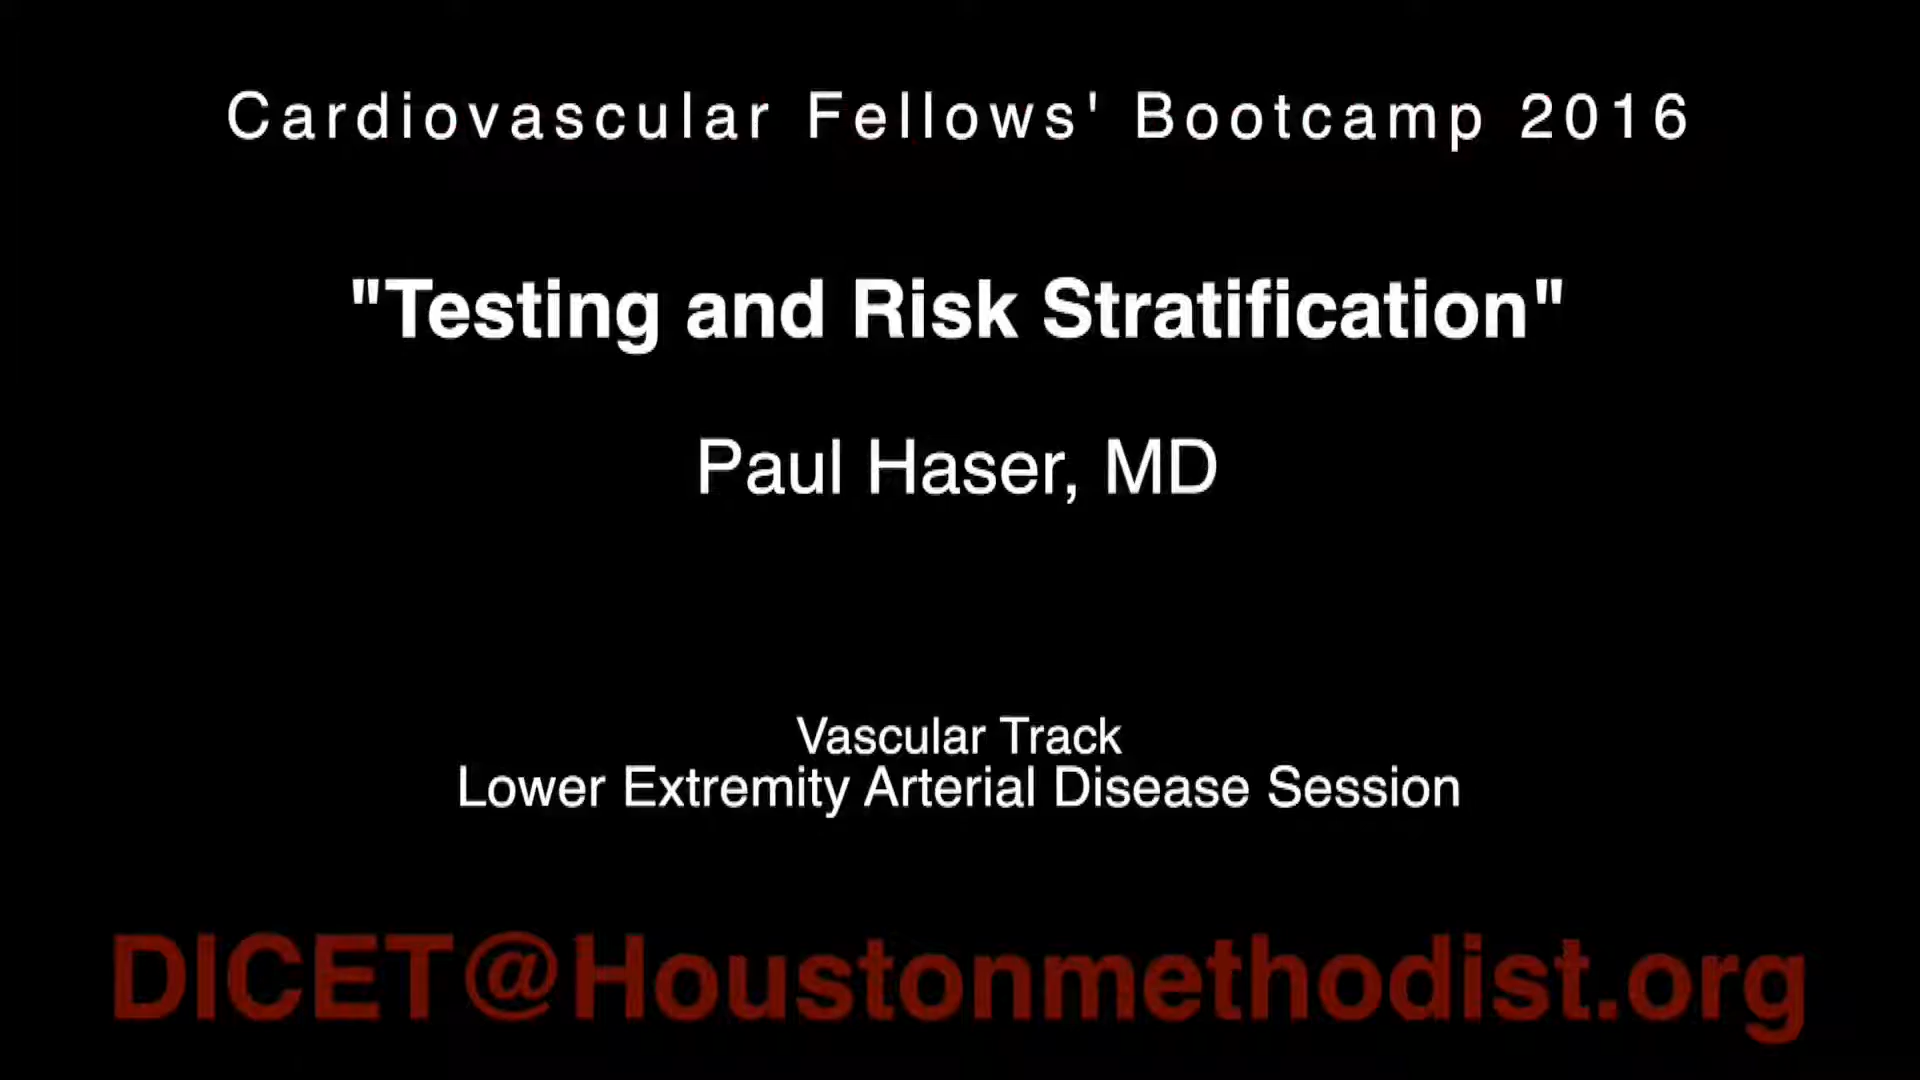 Cardiovascular Fellows' Bootcamp 2016
"Testing and Risk Stratification"
Paul Haser, MD
Vascular Track
Lower Extremity Arterial Disease Session
DICET@Houstonmethodist.org